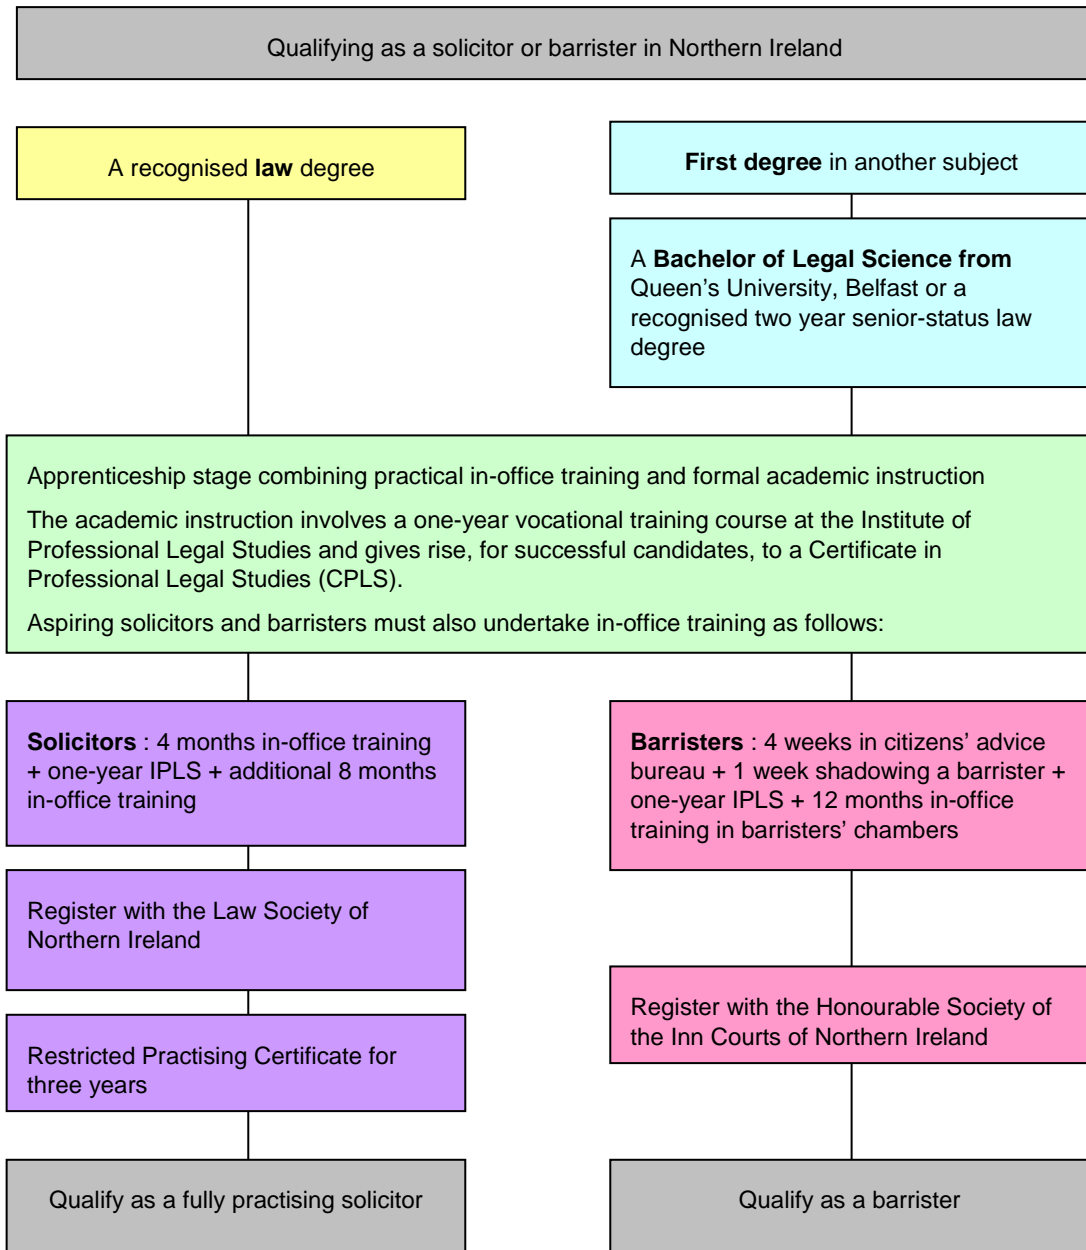 Qualifying as a solicitor or barrister in Northern Ireland
A recognised law degree
First degree in another subject
A Bachelor of Legal Science from
Queen’s University, Belfast or a
recognised two year senior-status law
degree
Apprenticeship stage combining practical in-office training and formal academic instruction
The academic instruction involves a one-year vocational training course at the Institute of
Professional Legal Studies and gives rise, for successful candidates, to a Certificate in
Professional Legal Studies (CPLS).
Aspiring solicitors and barristers must also undertake in-office training as follows:
Solicitors : 4 months in-office training
+ one-year IPLS + additional 8 months
in-office training
Register with the Law Society of
Northern Ireland
Restricted Practising Certificate for
three years
Qualify as a fully practising solicitor
Barristers : 4 weeks in citizens’ advice
bureau + 1 week shadowing a barrister +
one-year IPLS + 12 months in-office
training in barristers’ chambers
Register with the Honourable Society of
the Inn Courts of Northern Ireland
Qualify as a barrister